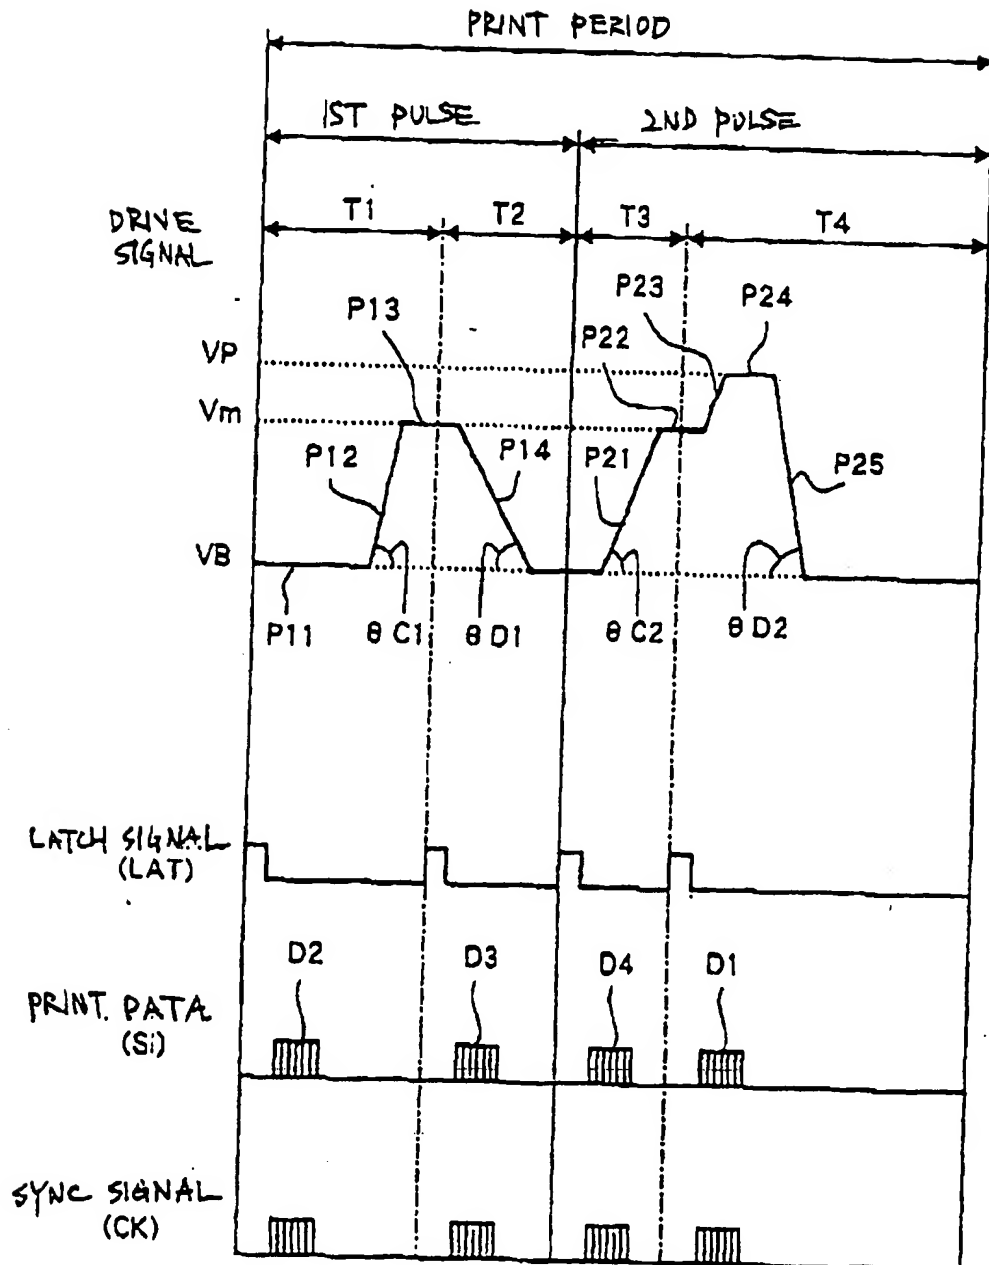 PRINT PERIOD
1ST PULSE
2ND PULSE
DRIVE
SIGNAL
T1
T2
T3
T4
P13
P22
P23
P24
VP
Vm
P12
P14
P21
P25
VB
P11
θ C1
θ D1
θ C2
θ D2
LATCH SIGNAL
(LAT)
D2
D3
D4
D1
PRINT. DATA
(Si)
SYNC SIGNAL
(CK)